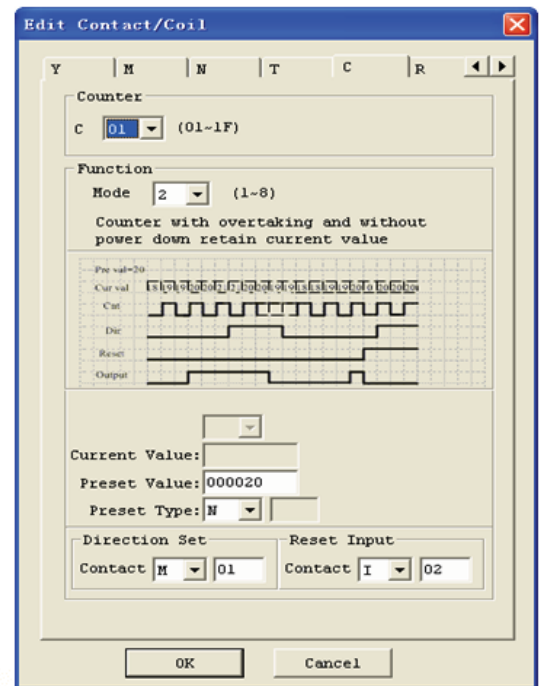 Edit Contact/Coil
Y M N T C R
Counter
C 01 (01~1F)
Function
Mode 2 (1~8)
Counter with overtaking and without
power down retain current value
Pre val=20
Cur val
Cnt
Dir
Reset
Output
Current Value:
Preset Value: 000020
Preset Type: N
Direction Set
Contact M 01
Reset Input
Contact I 02
OK Cancel